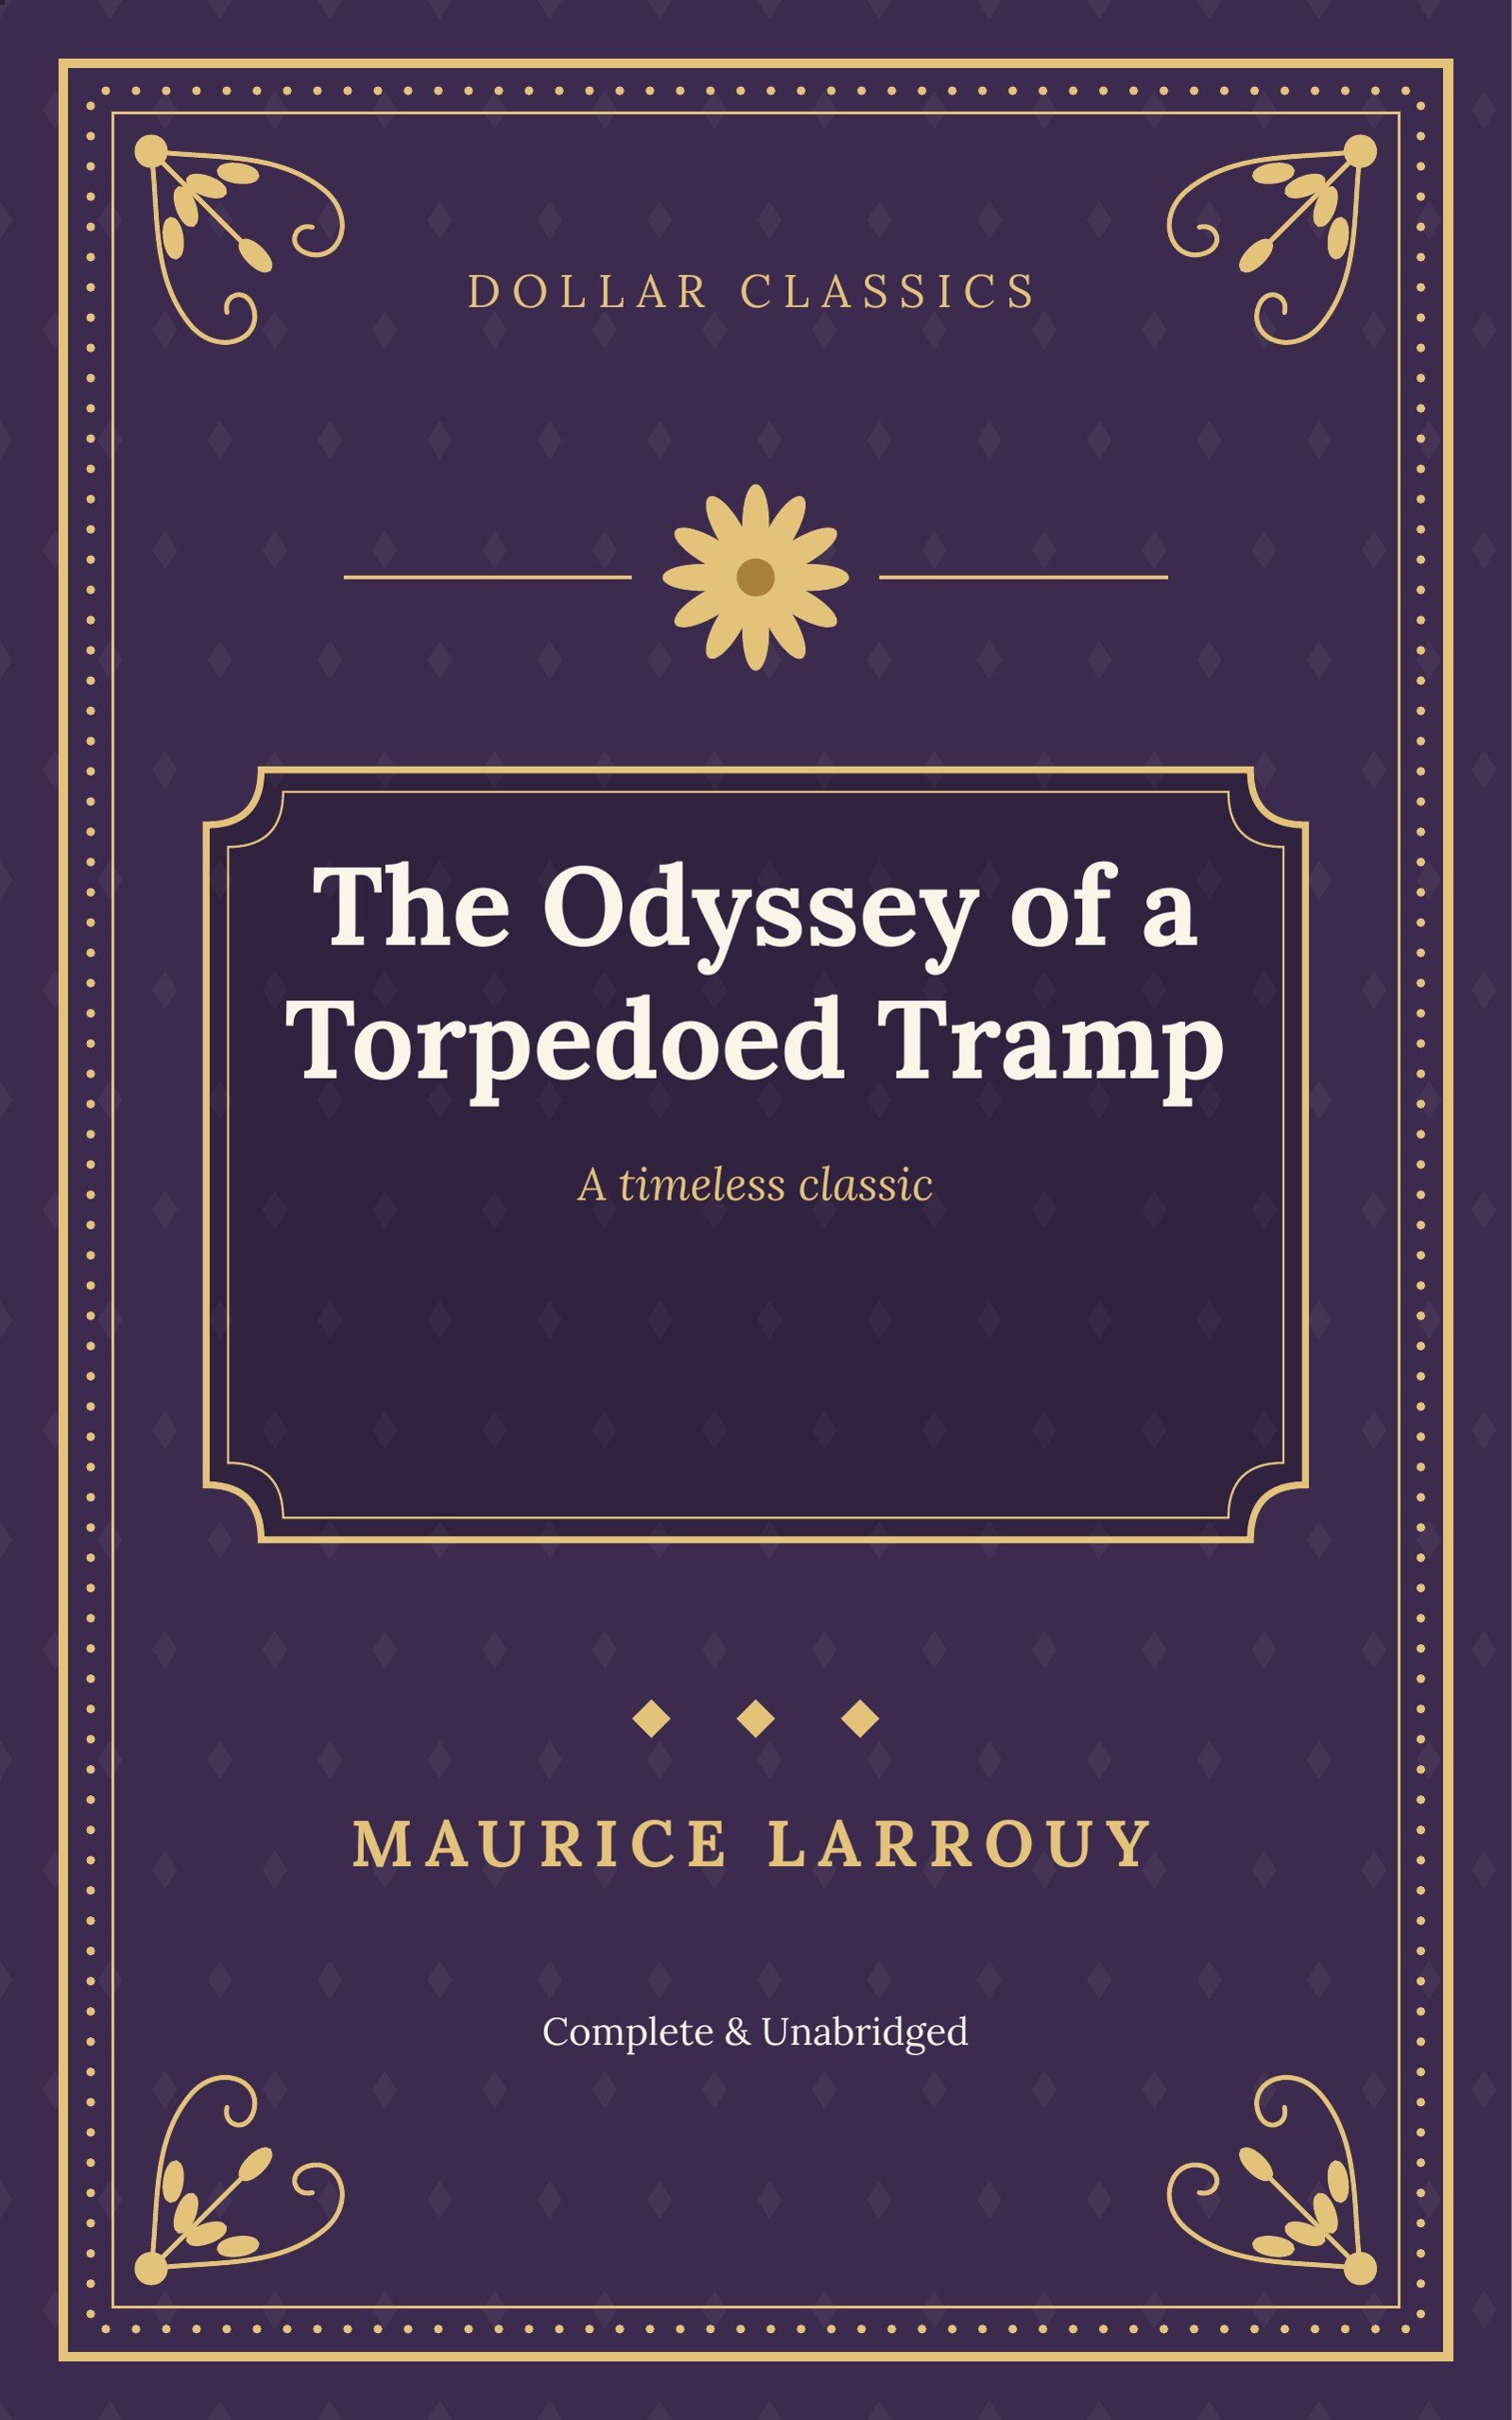 DOLLAR CLASSICS
The Odyssey of a
Torpedoed Tramp
A timeless classic
MAURICE LARROUY
Complete & Unabridged